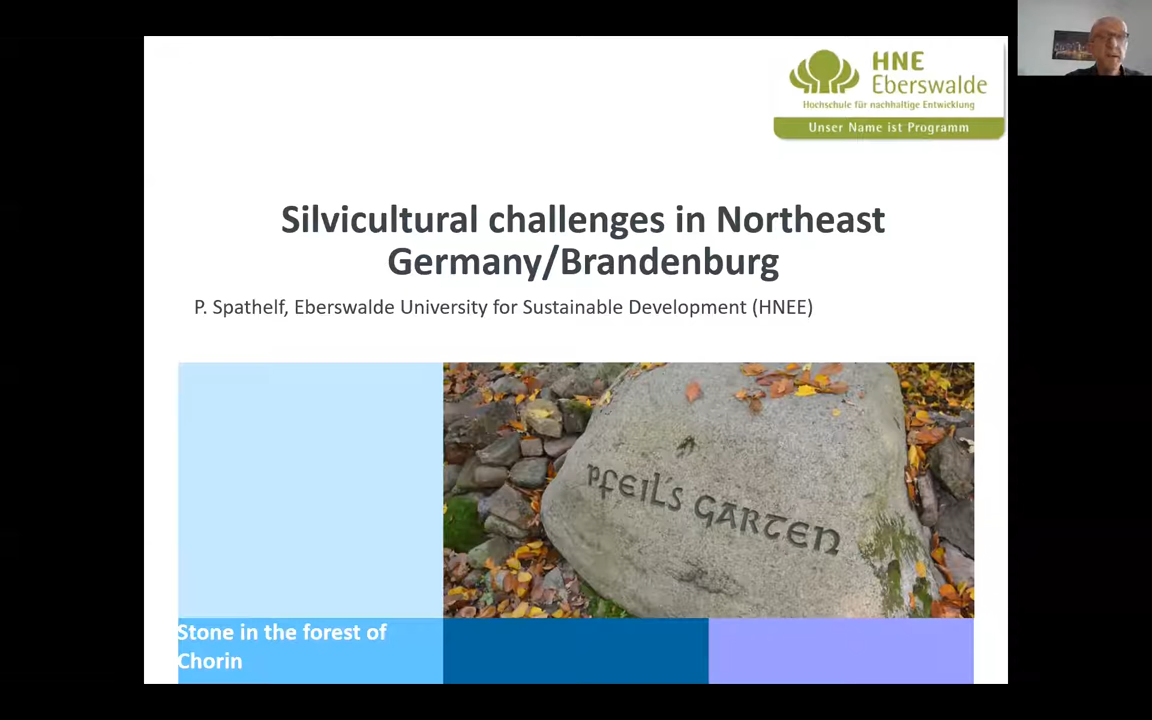 HNE
Eberswalde
Hochschule für nachhaltige Entwicklung
Unser Name ist Programm
Silvicultural challenges in Northeast
Germany/Brandenburg
P. Spathelf, Eberswalde University for Sustainable Development (HNEE)
PFEIL'S GARTEN
Stone in the forest of
Chorin